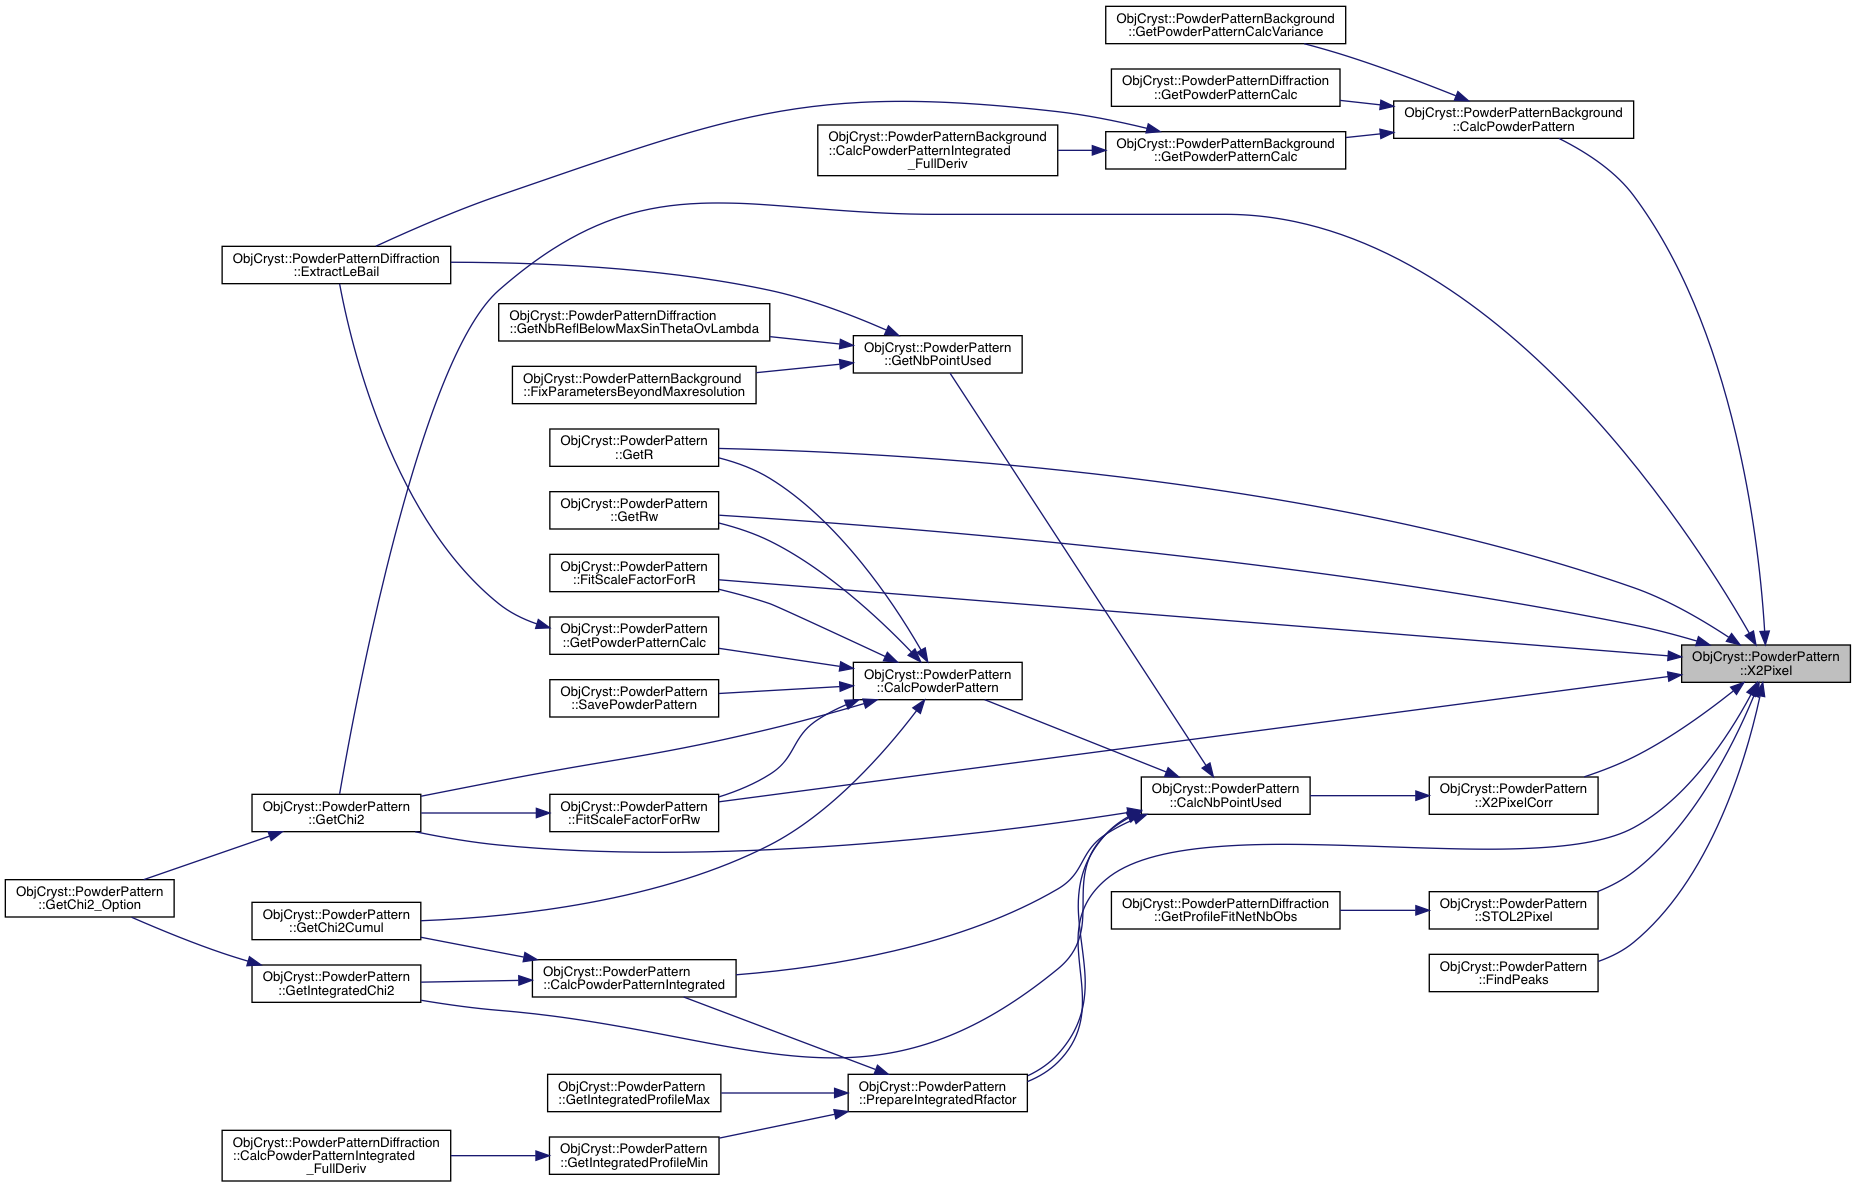 ObjCryst::PowderPatternBackground
::GetPowderPatternCalcVariance
ObjCryst::PowderPatternDiffraction
::GetPowderPatternCalc
ObjCryst::PowderPatternBackground
::CalcPowderPattern
ObjCryst::PowderPatternBackground
::CalcPowderPatternIntegrated
_FullDeriv
ObjCryst::PowderPatternBackground
::GetPowderPatternCalc
ObjCryst::PowderPatternDiffraction
::ExtractLeBail
ObjCryst::PowderPatternDiffraction
::GetNbReflBelowMaxSinThetaOvLambda
ObjCryst::PowderPattern
::GetNbPointUsed
ObjCryst::PowderPatternBackground
::FixParametersBeyondMaxresolution
ObjCryst::PowderPattern
::GetR
ObjCryst::PowderPattern
::GetRw
ObjCryst::PowderPattern
::FitScaleFactorForR
ObjCryst::PowderPattern
::GetPowderPatternCalc
ObjCryst::PowderPattern
::X2Pixel
ObjCryst::PowderPattern
::CalcPowderPattern
ObjCryst::PowderPattern
::SavePowderPattern
ObjCryst::PowderPattern
::CalcNbPointUsed
ObjCryst::PowderPattern
::X2PixelCorr
ObjCryst::PowderPattern
::GetChi2
ObjCryst::PowderPattern
::FitScaleFactorForRw
ObjCryst::PowderPattern
::GetChi2_Option
ObjCryst::PowderPattern
::GetChi2Cumul
ObjCryst::PowderPatternDiffraction
::GetProfileFitNetNbObs
ObjCryst::PowderPattern
::STOL2Pixel
ObjCryst::PowderPattern
::GetIntegratedChi2
ObjCryst::PowderPattern
::CalcPowderPatternIntegrated
ObjCryst::PowderPattern
::FindPeaks
ObjCryst::PowderPattern
::GetIntegratedProfileMax
ObjCryst::PowderPattern
::PrepareIntegratedRfactor
ObjCryst::PowderPatternDiffraction
::CalcPowderPatternIntegrated
_FullDeriv
ObjCryst::PowderPattern
::GetIntegratedProfileMin